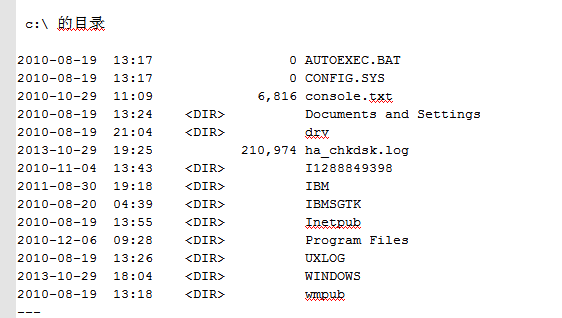 c:\ 的目录
2010-08-19  13:17                 0 AUTOEXEC.BAT
2010-08-19  13:17                 0 CONFIG.SYS
2010-10-29  11:09             6,816 console.txt
2010-08-19  13:24    <DIR>          Documents and Settings
2010-08-19  21:04    <DIR>          drv
2013-10-29  19:25           210,974 ha_chkdsk.log
2010-11-04  13:43    <DIR>          I1288849398
2011-08-30  19:18    <DIR>          IBM
2010-08-20  04:39    <DIR>          IBMSGTK
2010-08-19  13:55    <DIR>          Inetpub
2010-12-06  09:28    <DIR>          Program Files
2010-08-19  13:26    <DIR>          UXLOG
2013-10-29  18:04    <DIR>          WINDOWS
2010-08-19  13:18    <DIR>          wmpub
---